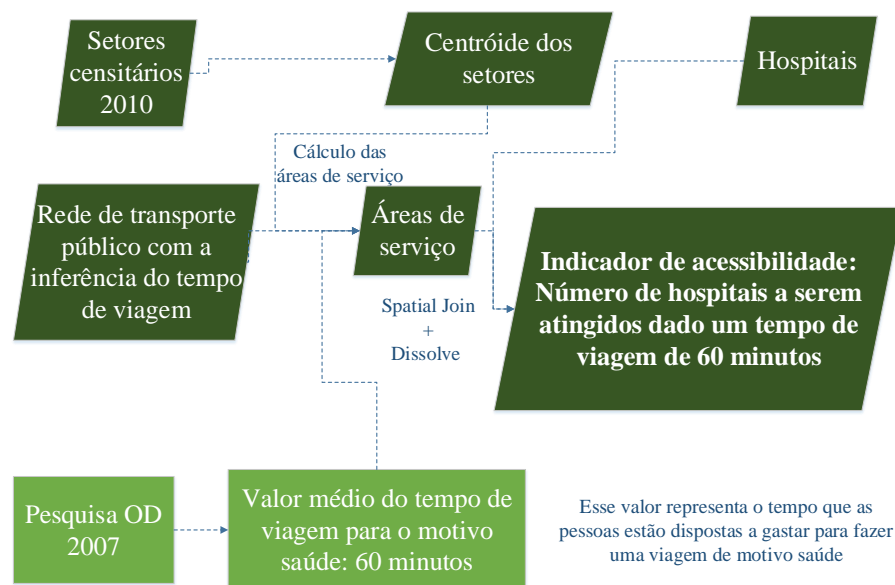 Setores
censitários
2010
Centróide dos
setores
Hospitais
Cálculo das
áreas de serviço
Rede de transporte
público com a
inferência do tempo
de viagem
Áreas de
serviço
Indicador de acessibilidade:
Número de hospitais a serem
atingidos dado um tempo de
viagem de 60 minutos
Spatial Join
+
Dissolve
Pesquisa OD
2007
Valor médio do tempo de
viagem para o motivo
saúde: 60 minutos
Esse valor representa o tempo que as
pessoas estão dispostas a gastar para fazer
uma viagem de motivo saúde